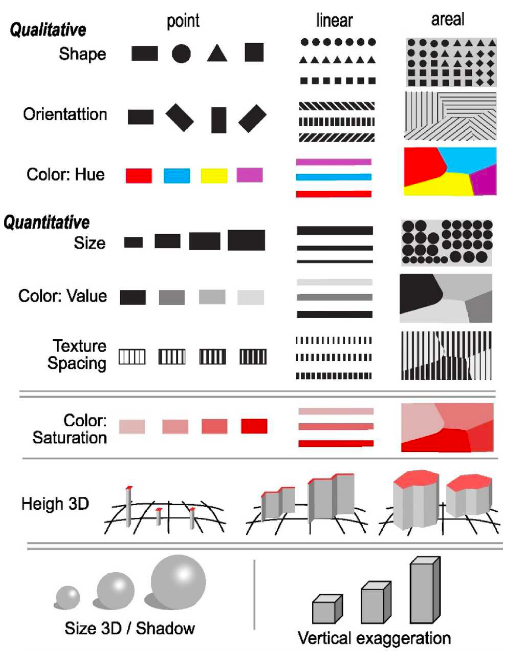 point linear areal
Qualitative
Shape
Orientattion
Color: Hue
Quantitative
Size
Color: Value
Texture
Spacing
Color:
Saturation
Heigh 3D
Size 3D / Shadow
Vertical exaggeration